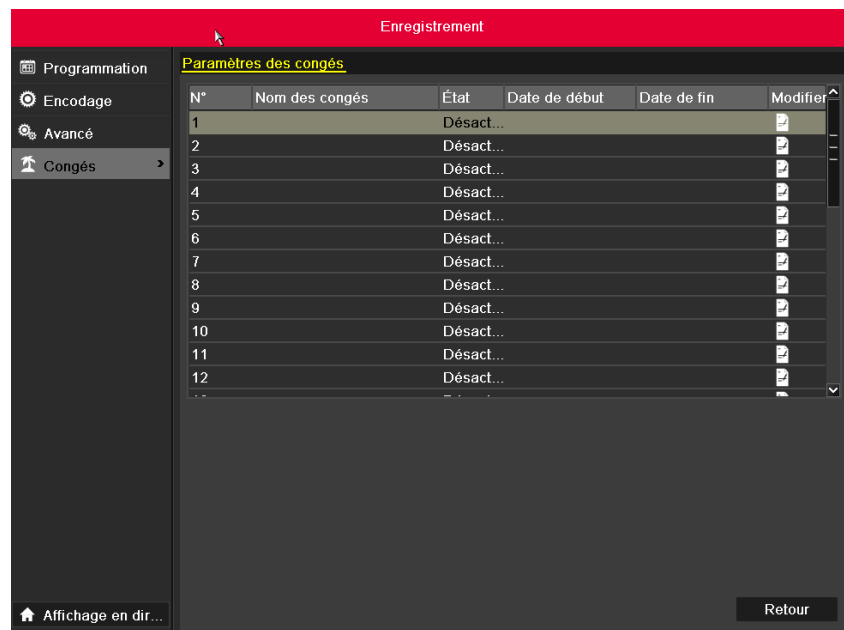 Enregistrement
Programmation
Encodage
Avancé
Congés
Paramètres des congés
N° Nom des congés État Date de début Date de fin Modifier
1 Désact...
2 Désact...
3 Désact...
4 Désact...
5 Désact...
6 Désact...
7 Désact...
8 Désact...
9 Désact...
10 Désact...
11 Désact...
12 Désact...
Affichage en dir...
Retour